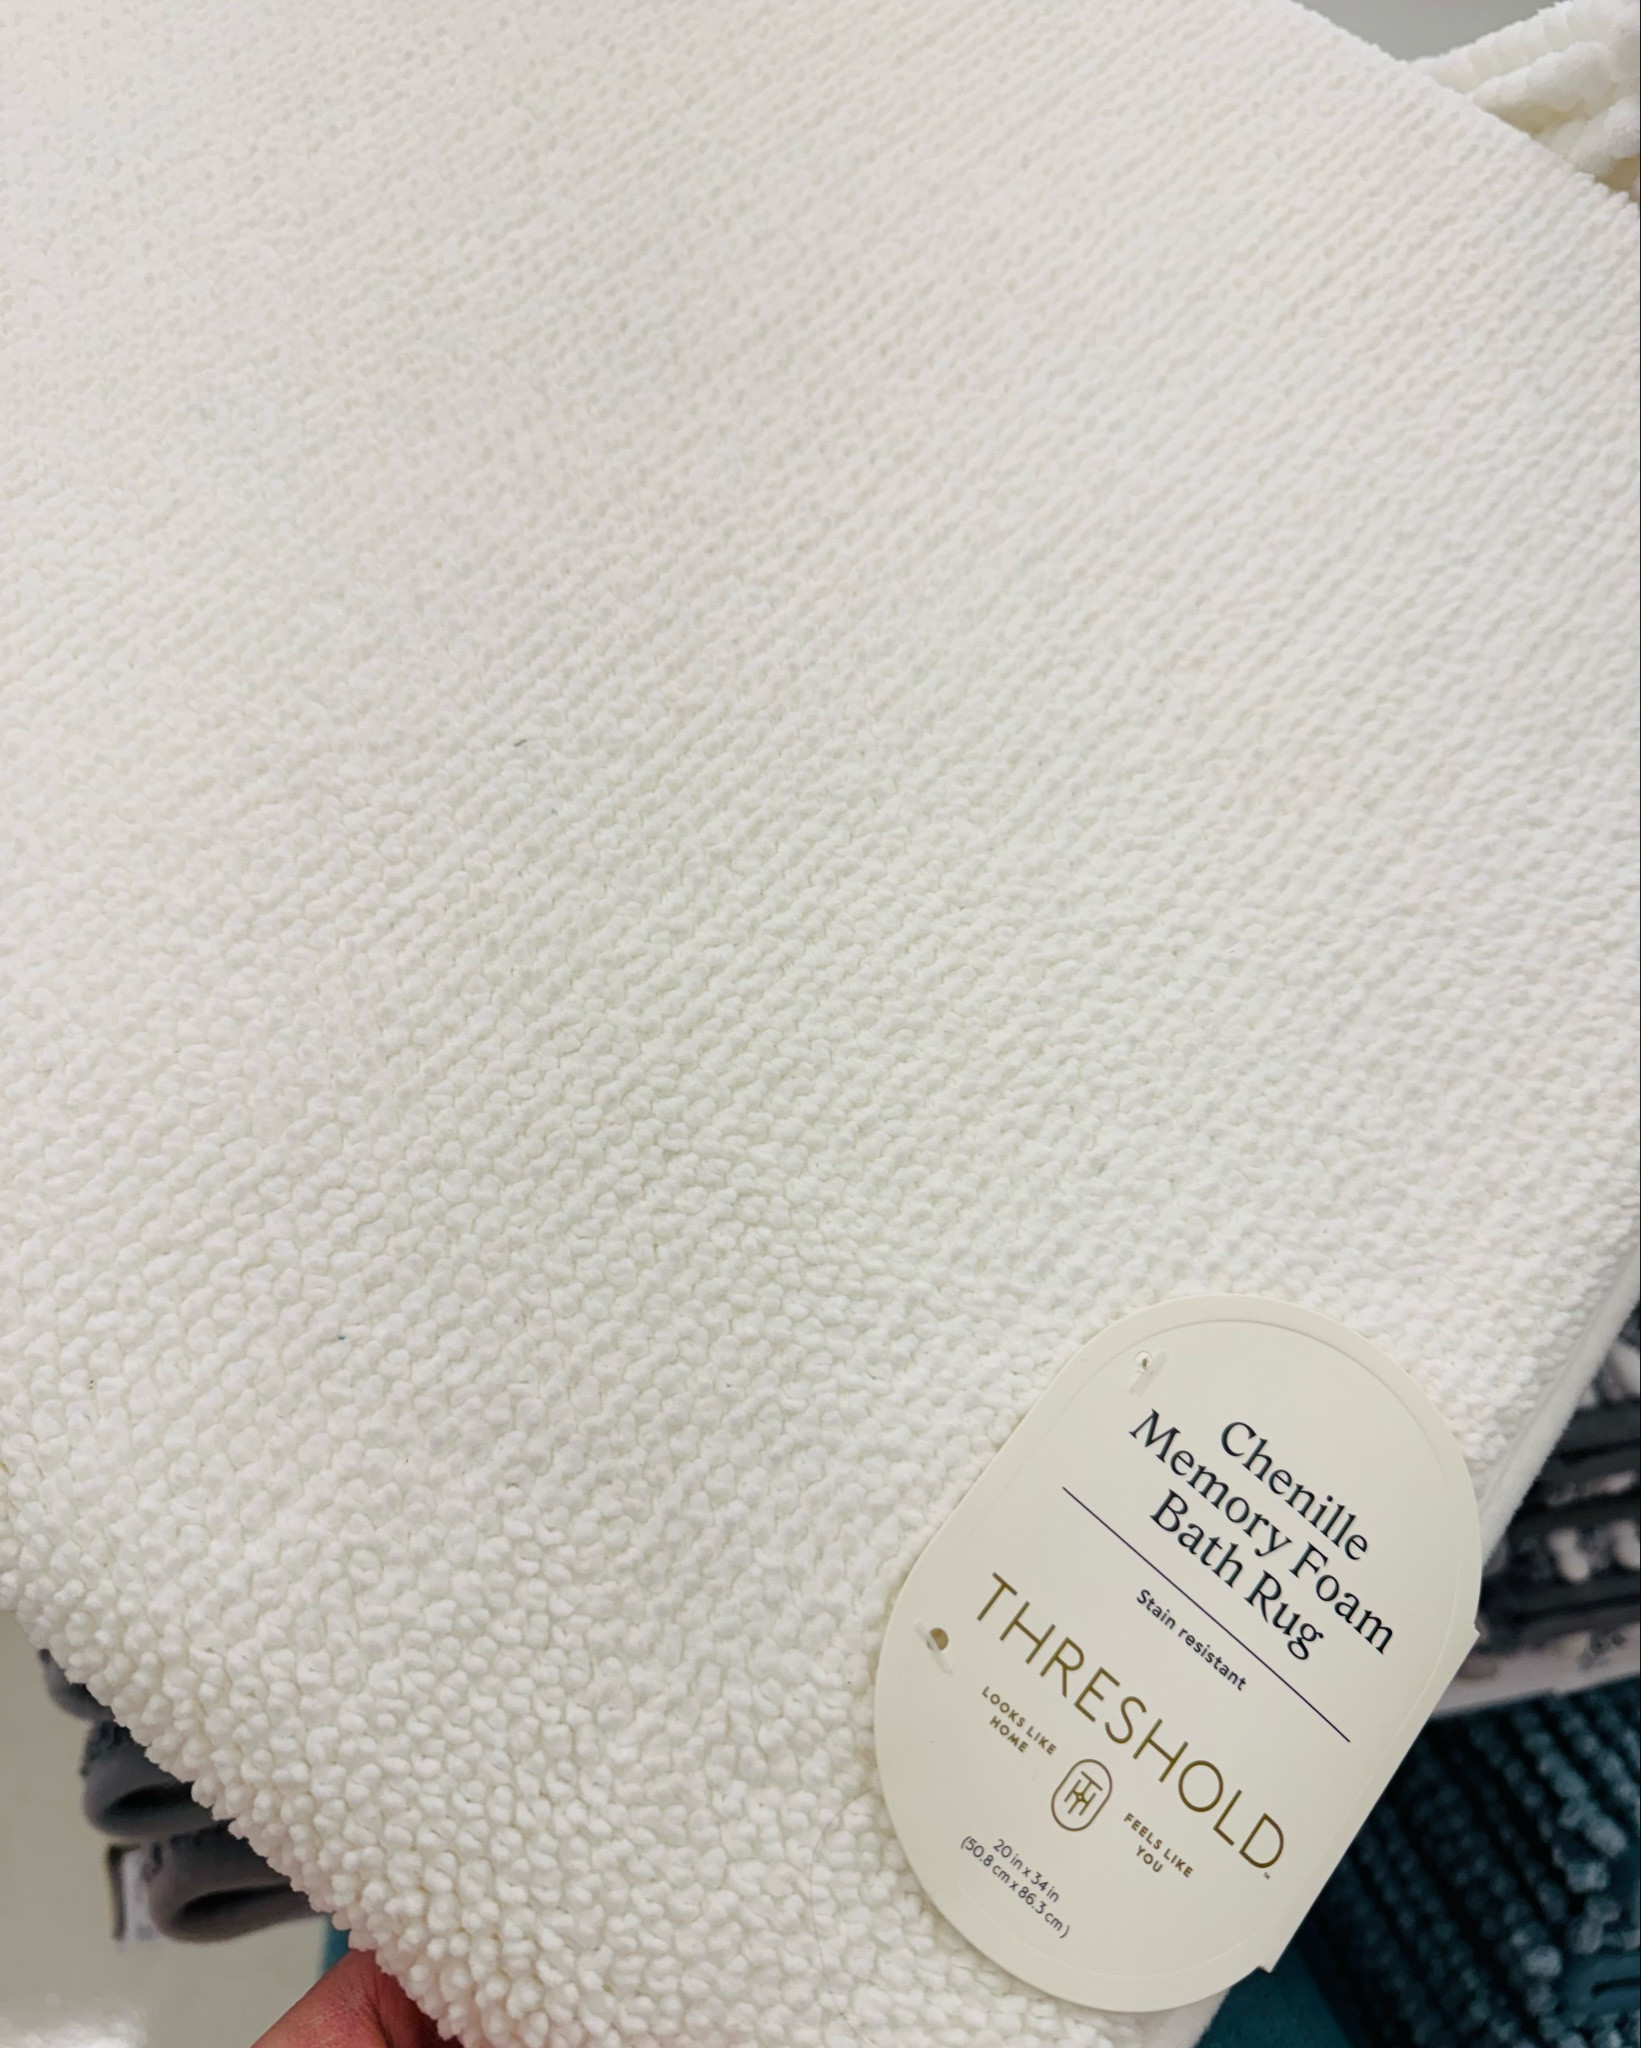 Chenille
Memory Foam
Bath Rug
Stain resistant
THRESHOLD™
LOOKS LIKE
HOME
FEELS LIKE
YOU
20 in x 34 in
(50.8 cm x 86.3 cm)